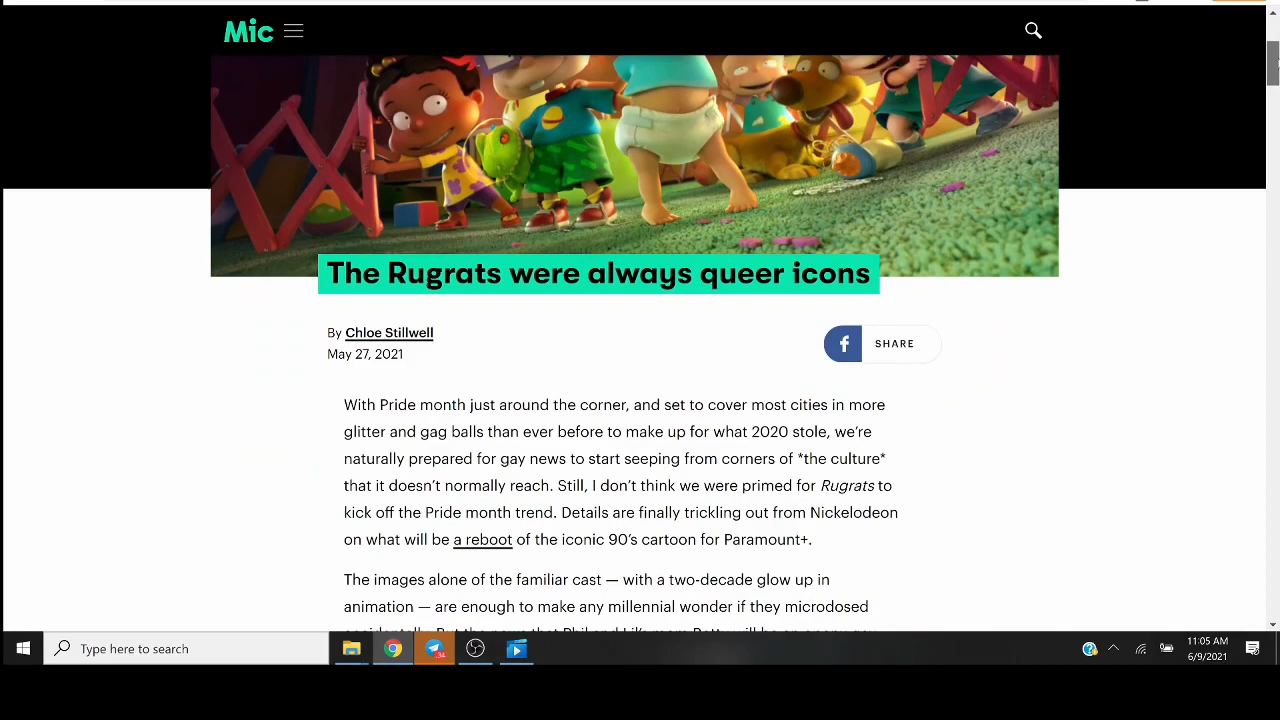 Mic
The Rugrats were always queer icons
By Chloe Stillwell
May 27, 2021
f SHARE
With Pride month just around the corner, and set to cover most cities in more
glitter and gag balls than ever before to make up for what 2020 stole, we’re
naturally prepared for gay news to start seeping from corners of *the culture*
that it doesn’t normally reach. Still, I don’t think we were primed for Rugrats to
kick off the Pride month trend. Details are finally trickling out from Nickelodeon
on what will be a reboot of the iconic 90’s cartoon for Paramount+.
The images alone of the familiar cast — with a two-decade glow up in
animation — are enough to make any millennial wonder if they microdosed
Type here to search
34
11:05 AM
6/9/2021